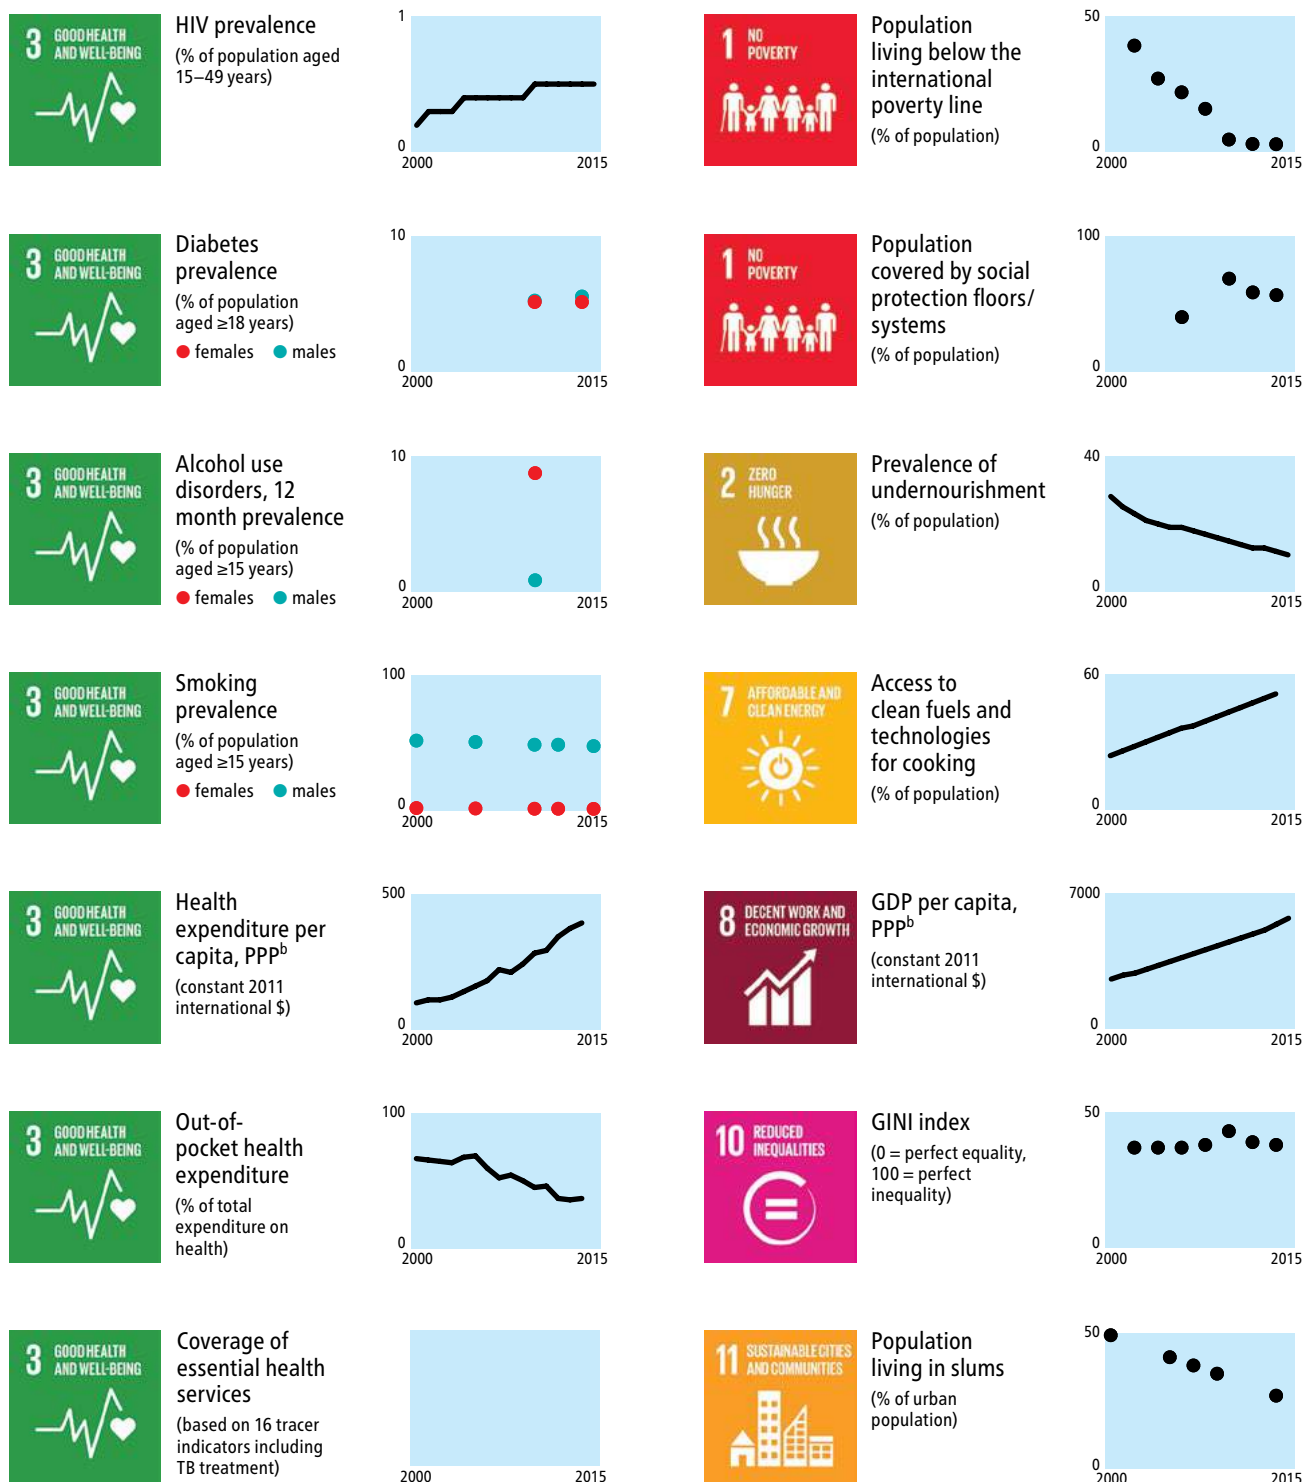 3 GOOD HEALTH
AND WELL-BEING
HIV prevalence
(% of population aged
15–49 years)
1
0
2000 2015
3 GOOD HEALTH
AND WELL-BEING
Diabetes
prevalence
(% of population
aged ≥18 years)
females males
10
0
2000 2015
3 GOOD HEALTH
AND WELL-BEING
Alcohol use
disorders, 12
month prevalence
(% of population
aged ≥15 years)
females males
10
0
2000 2015
3 GOOD HEALTH
AND WELL-BEING
Smoking
prevalence
(% of population
aged ≥15 years)
females males
100
0
2000 2015
3 GOOD HEALTH
AND WELL-BEING
Health
expenditure per
capita, PPPb
(constant 2011
international $)
500
0
2000 2015
3 GOOD HEALTH
AND WELL-BEING
Out-of-
pocket health
expenditure
(% of total
expenditure on
health)
100
0
2000 2015
3 GOOD HEALTH
AND WELL-BEING
Coverage of
essential health
services
(based on 16 tracer
indicators including
TB treatment)
2000 2015
1 NO
POVERTY
Population
living below the
international
poverty line
(% of population)
50
0
2000 2015
1 NO
POVERTY
Population
covered by social
protection floors/
systems
(% of population)
100
0
2000 2015
2 ZERO
HUNGER
Prevalence of
undernourishment
(% of population)
40
0
2000 2015
7 AFFORDABLE AND
CLEAN ENERGY
Access to
clean fuels and
technologies
for cooking
(% of population)
60
0
2000 2015
8 DECENT WORK AND
ECONOMIC GROWTH
GDP per capita,
PPPb
(constant 2011
international $)
7000
0
2000 2015
10 REDUCED
INEQUALITIES
GINI index
(0 = perfect equality,
100 = perfect
inequality)
50
0
2000 2015
11 SUSTAINABLE CITIES
AND COMMUNITIES
Population
living in slums
(% of urban
population)
50
0
2000 2015